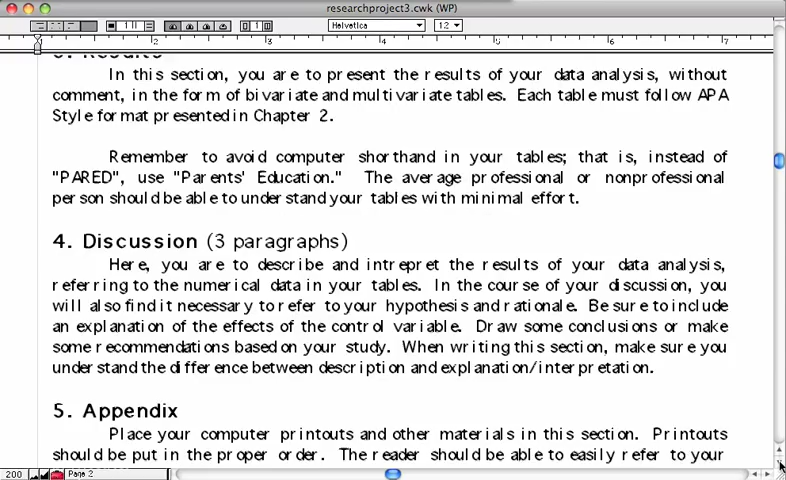 researchproject3.cwk (WP)
Helvetica
12
2
3
4
5
6
7
In this section, you are to present the results of your data analysis, without
comment, in the form of bivariate and multivariate tables. Each table must follow APA
Style format presented in Chapter 2.
Remember to avoid computer shorthand in your tables; that is, instead of
"PARED", use "Parents' Education." The average professional or nonprofessional
person should be able to understand your tables with minimal effort.
4. Discussion (3 paragraphs)
Here, you are to describe and intrepret the results of your data analysis,
referring to the numerical data in your tables. In the course of your discussion, you
will also find it necessary to refer to your hypothesis and rationale. Be sure to include
an explanation of the effects of the control variable. Draw some conclusions or make
some recommendations based on your study. When writing this section, make sure you
understand the difference between description and explanation/interpretation.
5. Appendix
Place your computer printouts and other materials in this section. Printouts
should be put in the proper order. The reader should be able to easily refer to your
200
Page 2